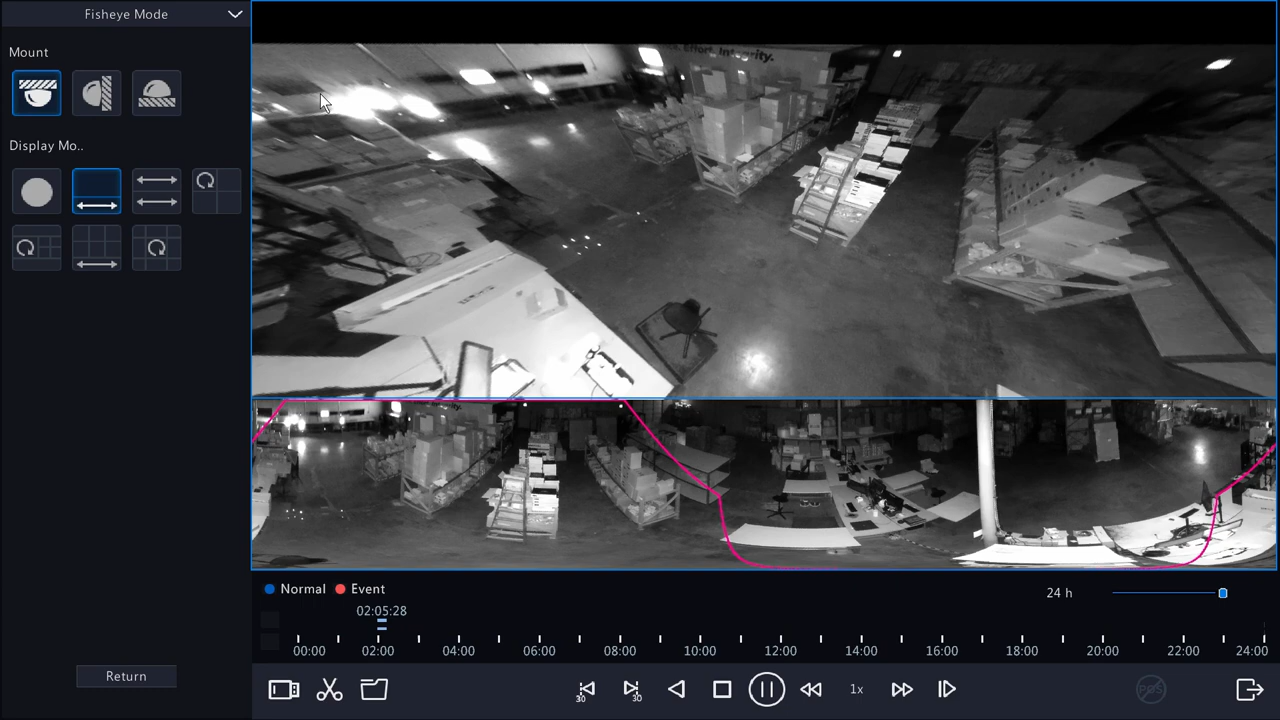 Fisheye Mode
Mount
Display Mo..
Return
. Effort. Integrity.
Normal
Event
24 h
02:05:28
00:00
02:00
04:00
06:00
08:00
10:00
12:00
14:00
16:00
18:00
20:00
22:00
24:00
30
30
1x
POS